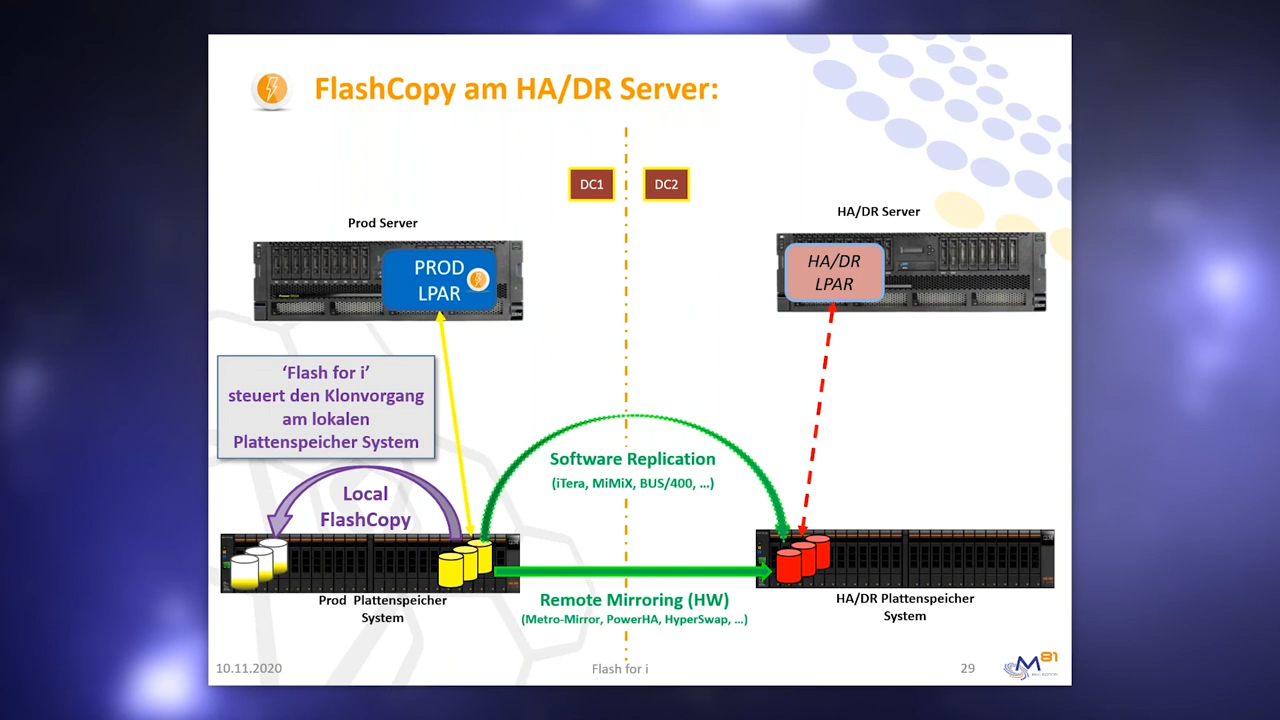 FlashCopy am HA/DR Server:
DC1
DC2
Prod Server
HA/DR Server
PROD
LPAR
HA/DR
LPAR
‘Flash for i’
steuert den Klonvorgang
am lokalen
Plattenspeicher System
Software Replication
(iTera, MiMiX, BUS/400, ...)
Local
FlashCopy
Prod Plattenspeicher
System
Remote Mirroring (HW)
(Metro-Mirror, PowerHA, HyperSwap, ...)
HA/DR Plattenspeicher
System
10.11.2020
Flash for i
29
M81